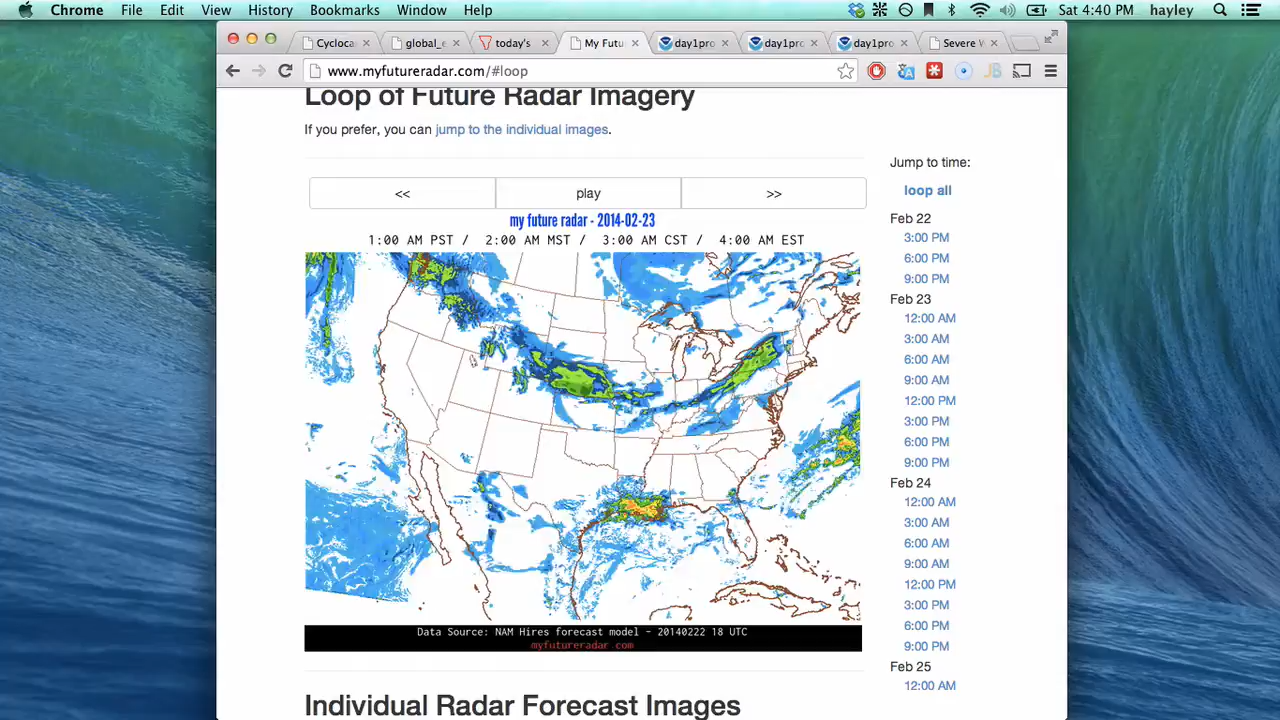 Chrome File Edit View History Bookmarks Window Help Sat 4:40 PM hayley
Cycloca global_e today's My Futu day1pro day1pro day1pro Severe W
www.myfutureradar.com/#loop
Loop of Future Radar Imagery
If you prefer, you can jump to the individual images.
<< play >>
my future radar - 2014-02-23
1:00 AM PST / 2:00 AM MST / 3:00 AM CST / 4:00 AM EST
Data Source: NAM Hires forecast model - 20140222 18 UTC
myfutureradar.com
Individual Radar Forecast Images
Jump to time:
loop all
Feb 22
3:00 PM
6:00 PM
9:00 PM
Feb 23
12:00 AM
3:00 AM
6:00 AM
9:00 AM
12:00 PM
3:00 PM
6:00 PM
9:00 PM
Feb 24
12:00 AM
3:00 AM
6:00 AM
9:00 AM
12:00 PM
3:00 PM
6:00 PM
9:00 PM
Feb 25
12:00 AM